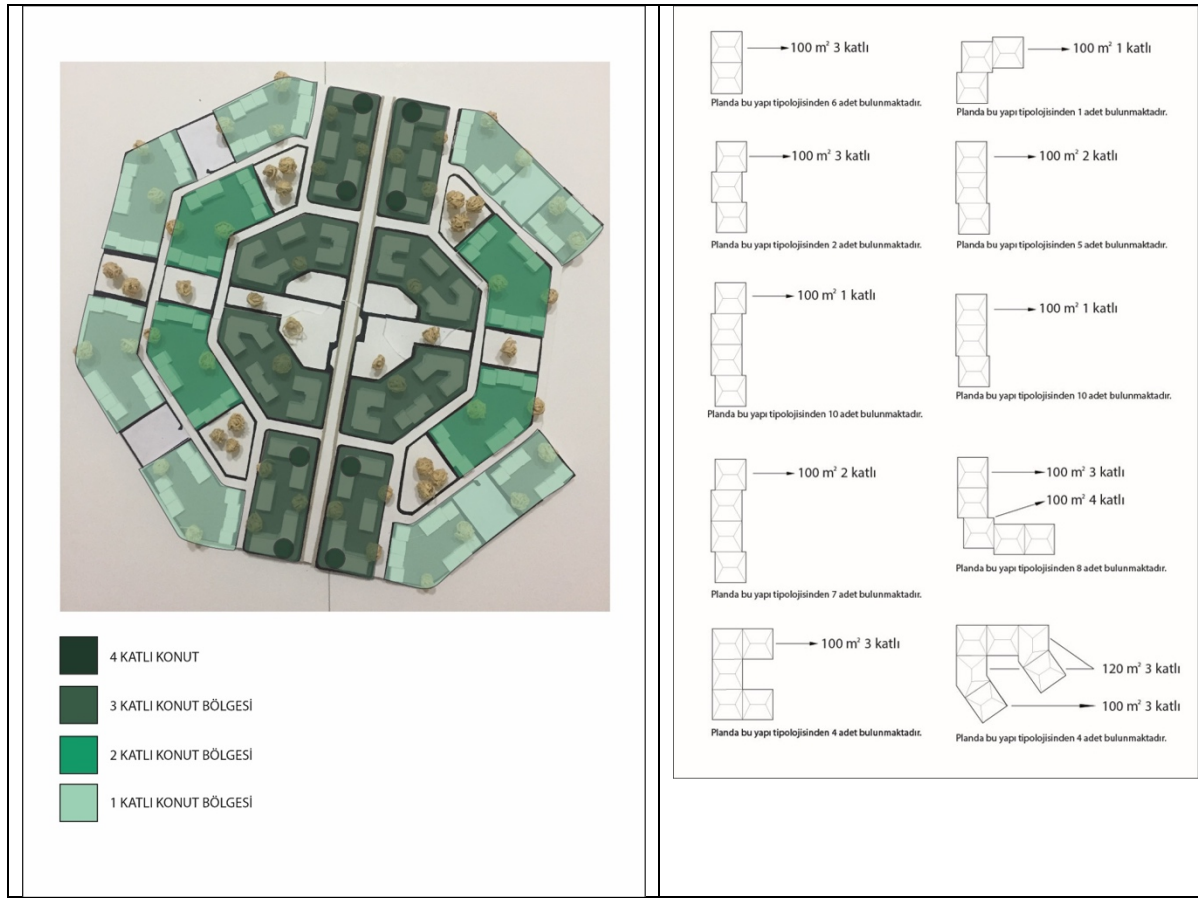 4 KATLI KONUT
3 KATLI KONUT BÖLGESİ
2 KATLI KONUT BÖLGESİ
1 KATLI KONUT BÖLGESİ
100 m² 3 katlı
Planda bu yapı tipolojisinden 6 adet bulunmaktadır.
100 m² 1 katlı
Planda bu yapı tipolojisinden 1 adet bulunmaktadır.
100 m² 3 katlı
Planda bu yapı tipolojisinden 2 adet bulunmaktadır.
100 m² 2 katlı
Planda bu yapı tipolojisinden 5 adet bulunmaktadır.
100 m² 1 katlı
Planda bu yapı tipolojisinden 10 adet bulunmaktadır.
100 m² 1 katlı
Planda bu yapı tipolojisinden 10 adet bulunmaktadır.
100 m² 2 katlı
Planda bu yapı tipolojisinden 7 adet bulunmaktadır.
100 m² 3 katlı
100 m² 4 katlı
Planda bu yapı tipolojisinden 8 adet bulunmaktadır.
100 m² 3 katlı
Planda bu yapı tipolojisinden 4 adet bulunmaktadır.
120 m² 3 katlı
100 m² 3 katlı
Planda bu yapı tipolojisinden 4 adet bulunmaktadır.